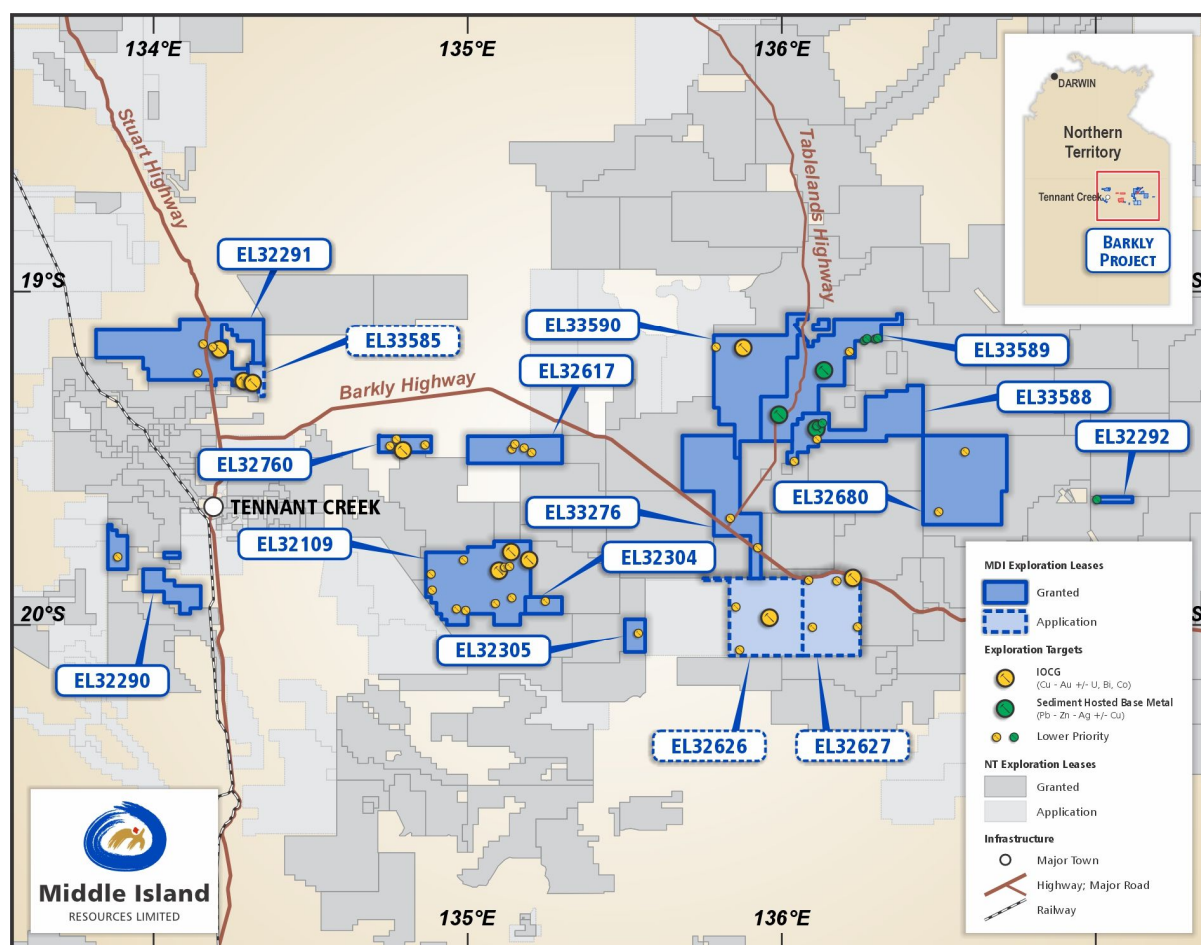 134°E
135°E
136°E
DARWIN
Northern
Territory
Tennant Creek
BARKLY
PROJECT
Stuart Highway
Tablelands Highway
EL32291
19°S
S
EL33590
EL33585
EL33589
EL32617
Barkly Highway
EL33588
EL32292
EL32760
EL32680
TENNANT CREEK
EL33276
EL32109
EL32304
20°S
S
EL32305
EL32290
EL32626
EL32627
MDI Exploration Leases
Granted
Application
Exploration Targets
IOCG
(Cu - Au +/- U, Bi, Co)
Sediment Hosted Base Metal
(Pb - Zn - Ag +/- Cu)
Lower Priority
NT Exploration Leases
Granted
Application
Infrastructure
Major Town
Highway; Major Road
Railway
Middle Island
RESOURCES LIMITED
135°E
136°E